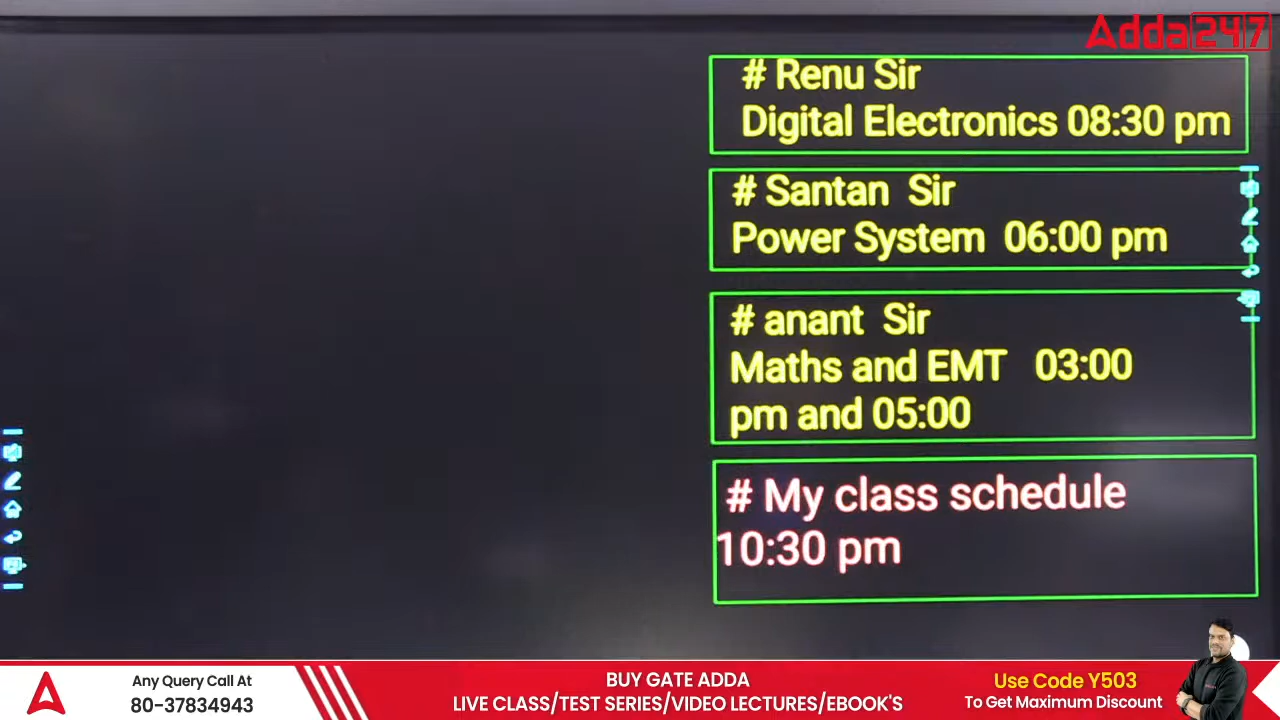 Adda247
# Renu Sir
Digital Electronics 08:30 pm
# Santan Sir
Power System 06:00 pm
# anant Sir
Maths and EMT 03:00
pm and 05:00
# My class schedule
10:30 pm
Any Query Call At
80-37834943
BUY GATE ADDA
LIVE CLASS/TEST SERIES/VIDEO LECTURES/EBOOK'S
Use Code Y503
To Get Maximum Discount